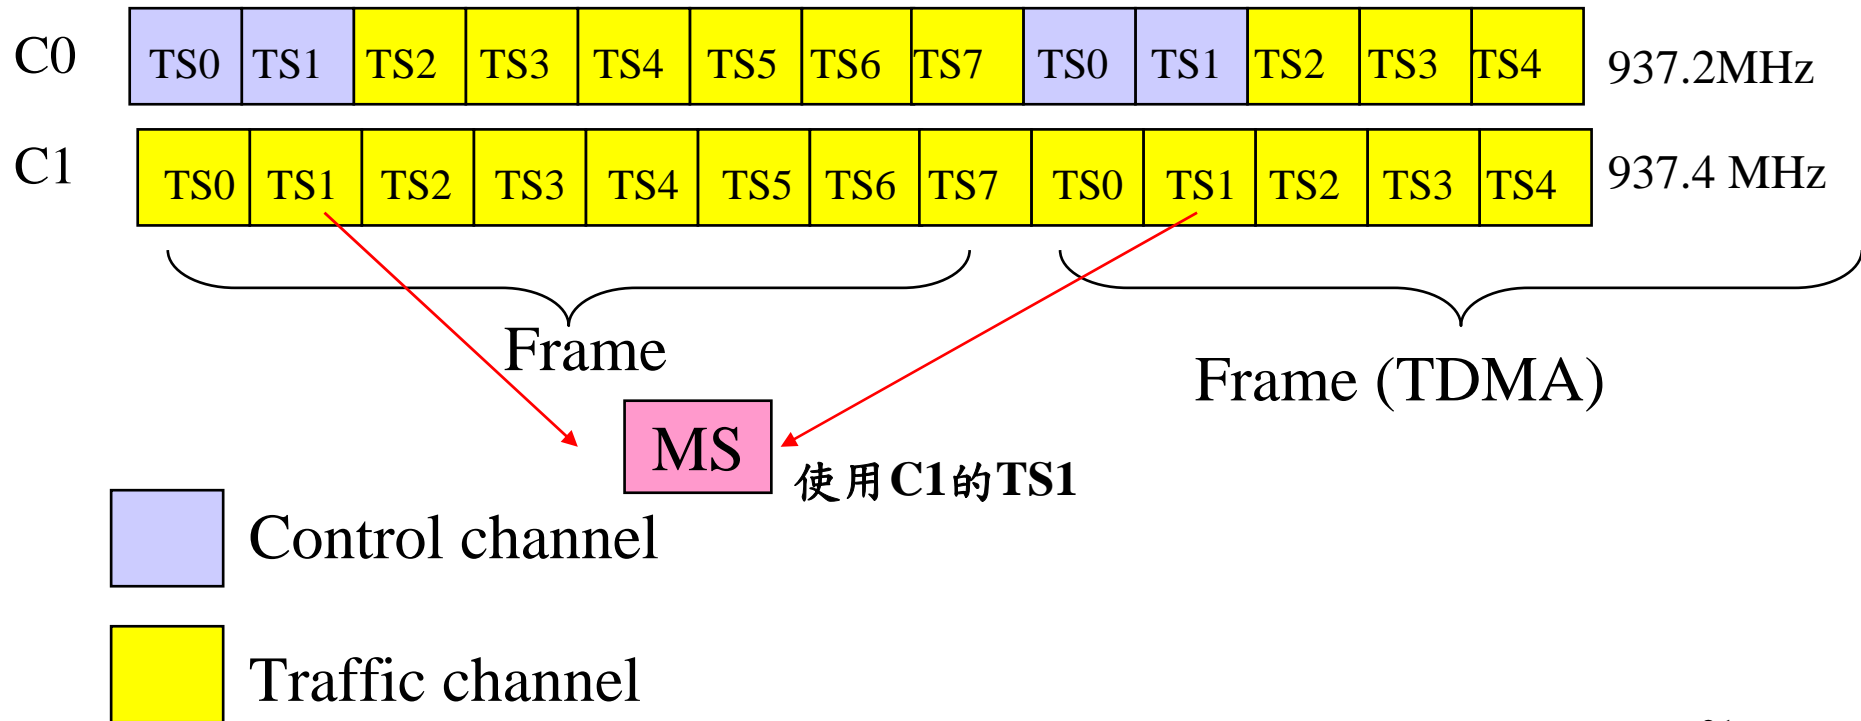 C0 TS0 TS1 TS2 TS3 TS4 TS5 TS6 TS7 TS0 TS1 TS2 TS3 TS4 937.2MHz
C1 TS0 TS1 TS2 TS3 TS4 TS5 TS6 TS7 TS0 TS1 TS2 TS3 TS4 937.4 MHz
Frame
Frame (TDMA)
MS
使用C1的TS1
Control channel
Traffic channel